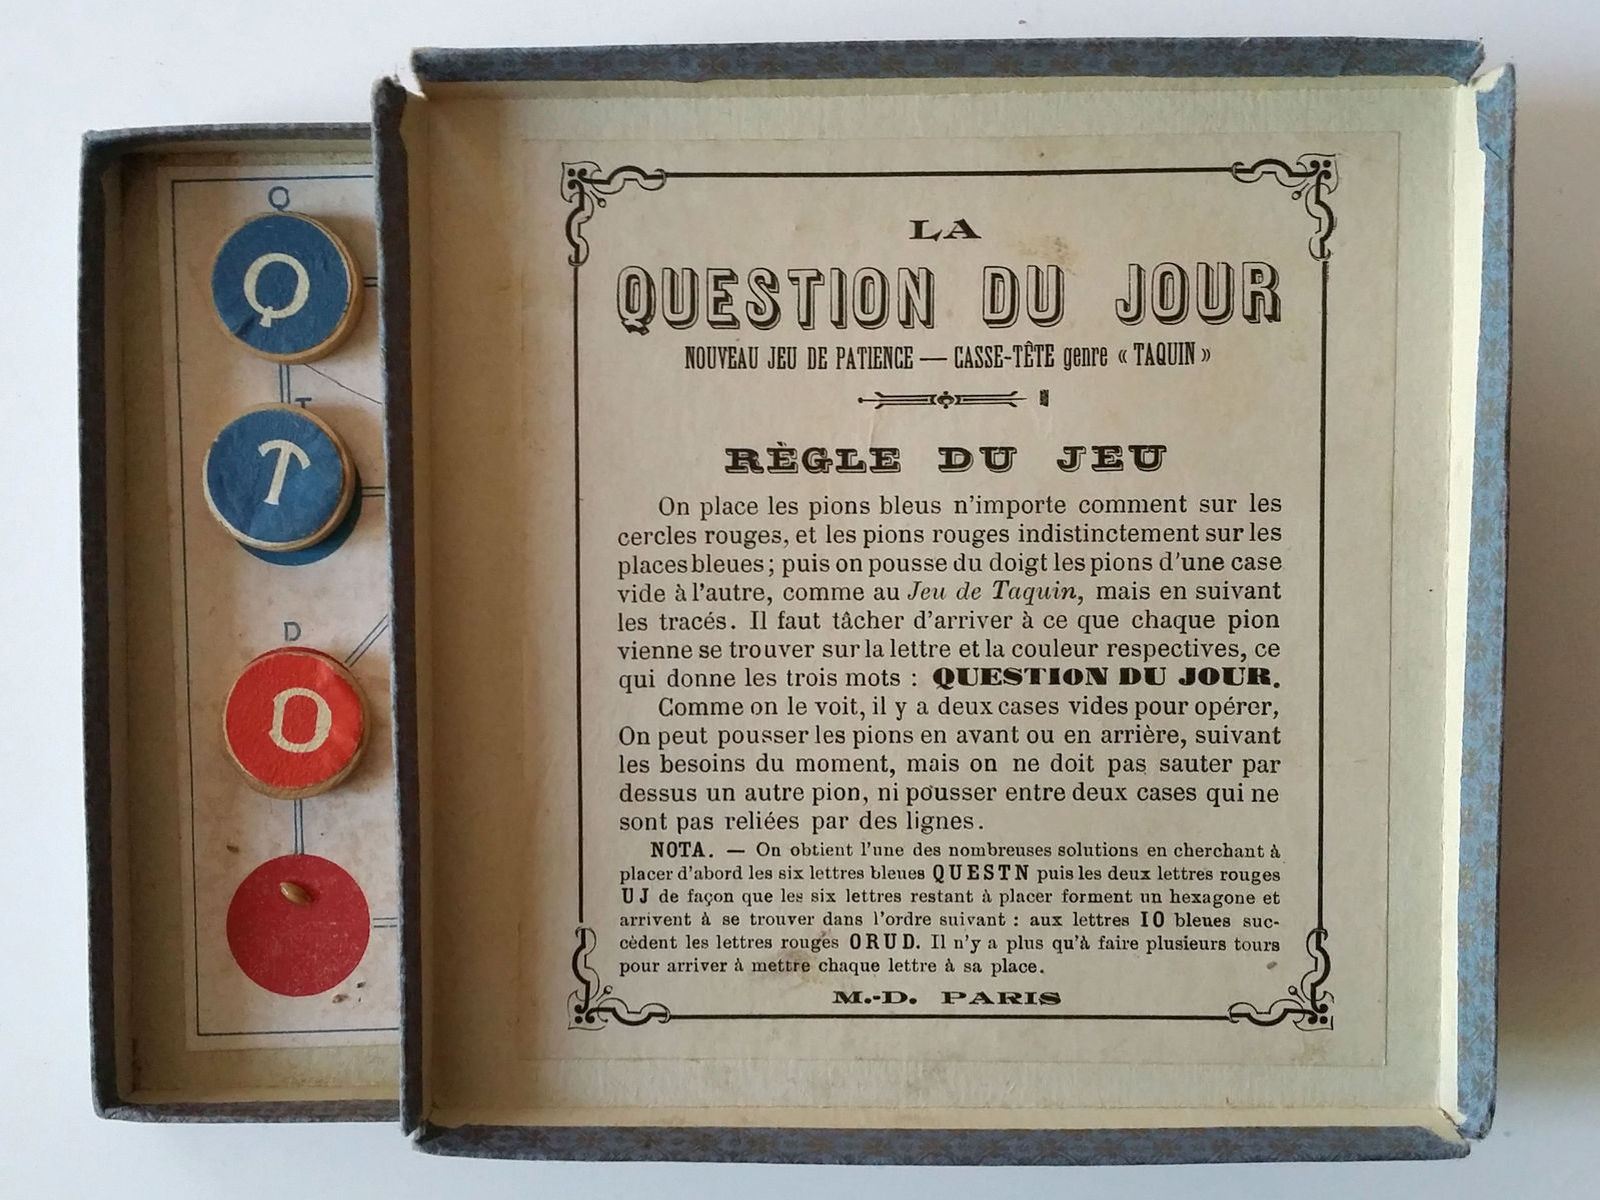 Q
Q
T
T
D
O
LA
QUESTION DU JOUR
NOUVEAU JEU DE PATIENCE — CASSE-TÊTE genre « TAQUIN »
RÈGLE DU JEU
On place les pions bleus n'importe comment sur les
cercles rouges, et les pions rouges indistinctement sur les
places bleues ; puis on pousse du doigt les pions d'une case
vide à l'autre, comme au Jeu de Taquin, mais en suivant
les tracés. Il faut tâcher d'arriver à ce que chaque pion
vienne se trouver sur la lettre et la couleur respectives, ce
qui donne les trois mots : QUESTION DU JOUR.
Comme on le voit, il y a deux cases vides pour opérer,
On peut pousser les pions en avant ou en arrière, suivant
les besoins du moment, mais on ne doit pas sauter par
dessus un autre pion, ni pousser entre deux cases qui ne
sont pas reliées par des lignes.
NOTA. — On obtient l'une des nombreuses solutions en cherchant à
placer d'abord les six lettres bleues QUESTN puis les deux lettres rouges
UJ de façon que les six lettres restant à placer forment un hexagone et
arrivent à se trouver dans l'ordre suivant : aux lettres IO bleues suc-
cèdent les lettres rouges ORUD. Il n'y a plus qu'à faire plusieurs tours
pour arriver à mettre chaque lettre à sa place.
M.-D. PARIS